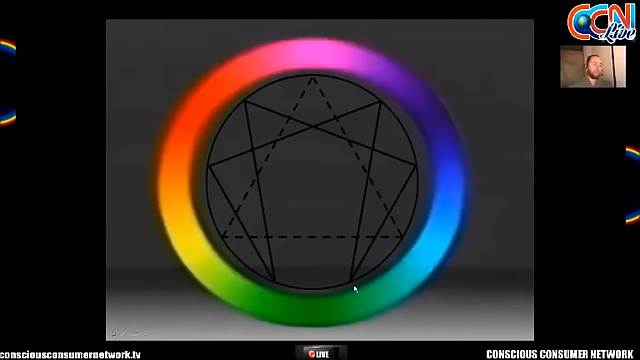 CCN
Live
consciousconsumernetwork.tv
LIVE
CONSCIOUS CONSUMER NETWORK